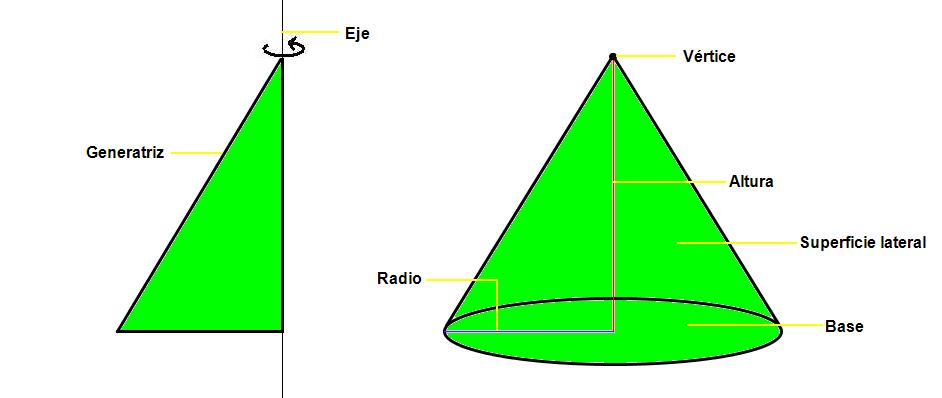 Eje
Vértice
Generatriz
Altura
Superficie lateral
Radio
Base